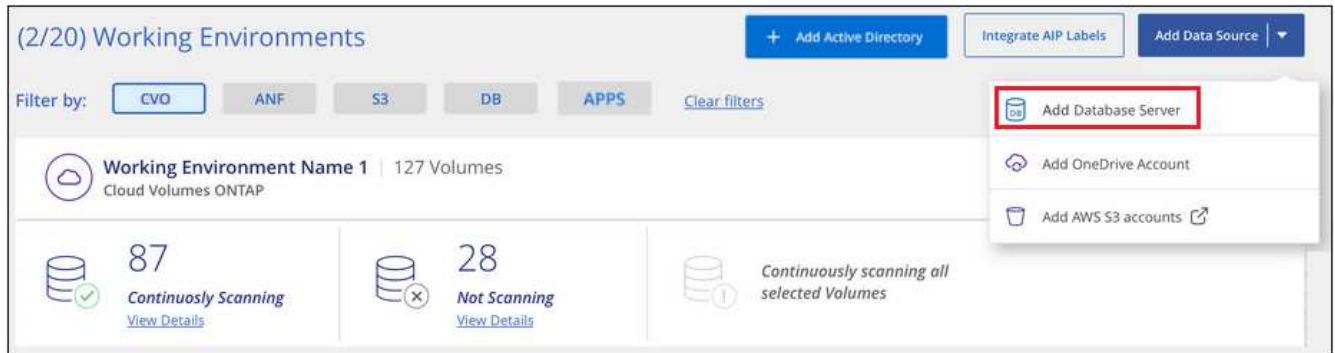 (2/20) Working Environments
+ Add Active Directory
Integrate AIP Labels
Add Data Source
Filter by:
CVO
ANF
S3
DB
APPS
Clear filters
DB
Add Database Server
Add OneDrive Account
Add AWS S3 accounts
Working Environment Name 1 | 127 Volumes
Cloud Volumes ONTAP
87
Continuosly Scanning
View Details
28
Not Scanning
View Details
Continuously scanning all
selected Volumes